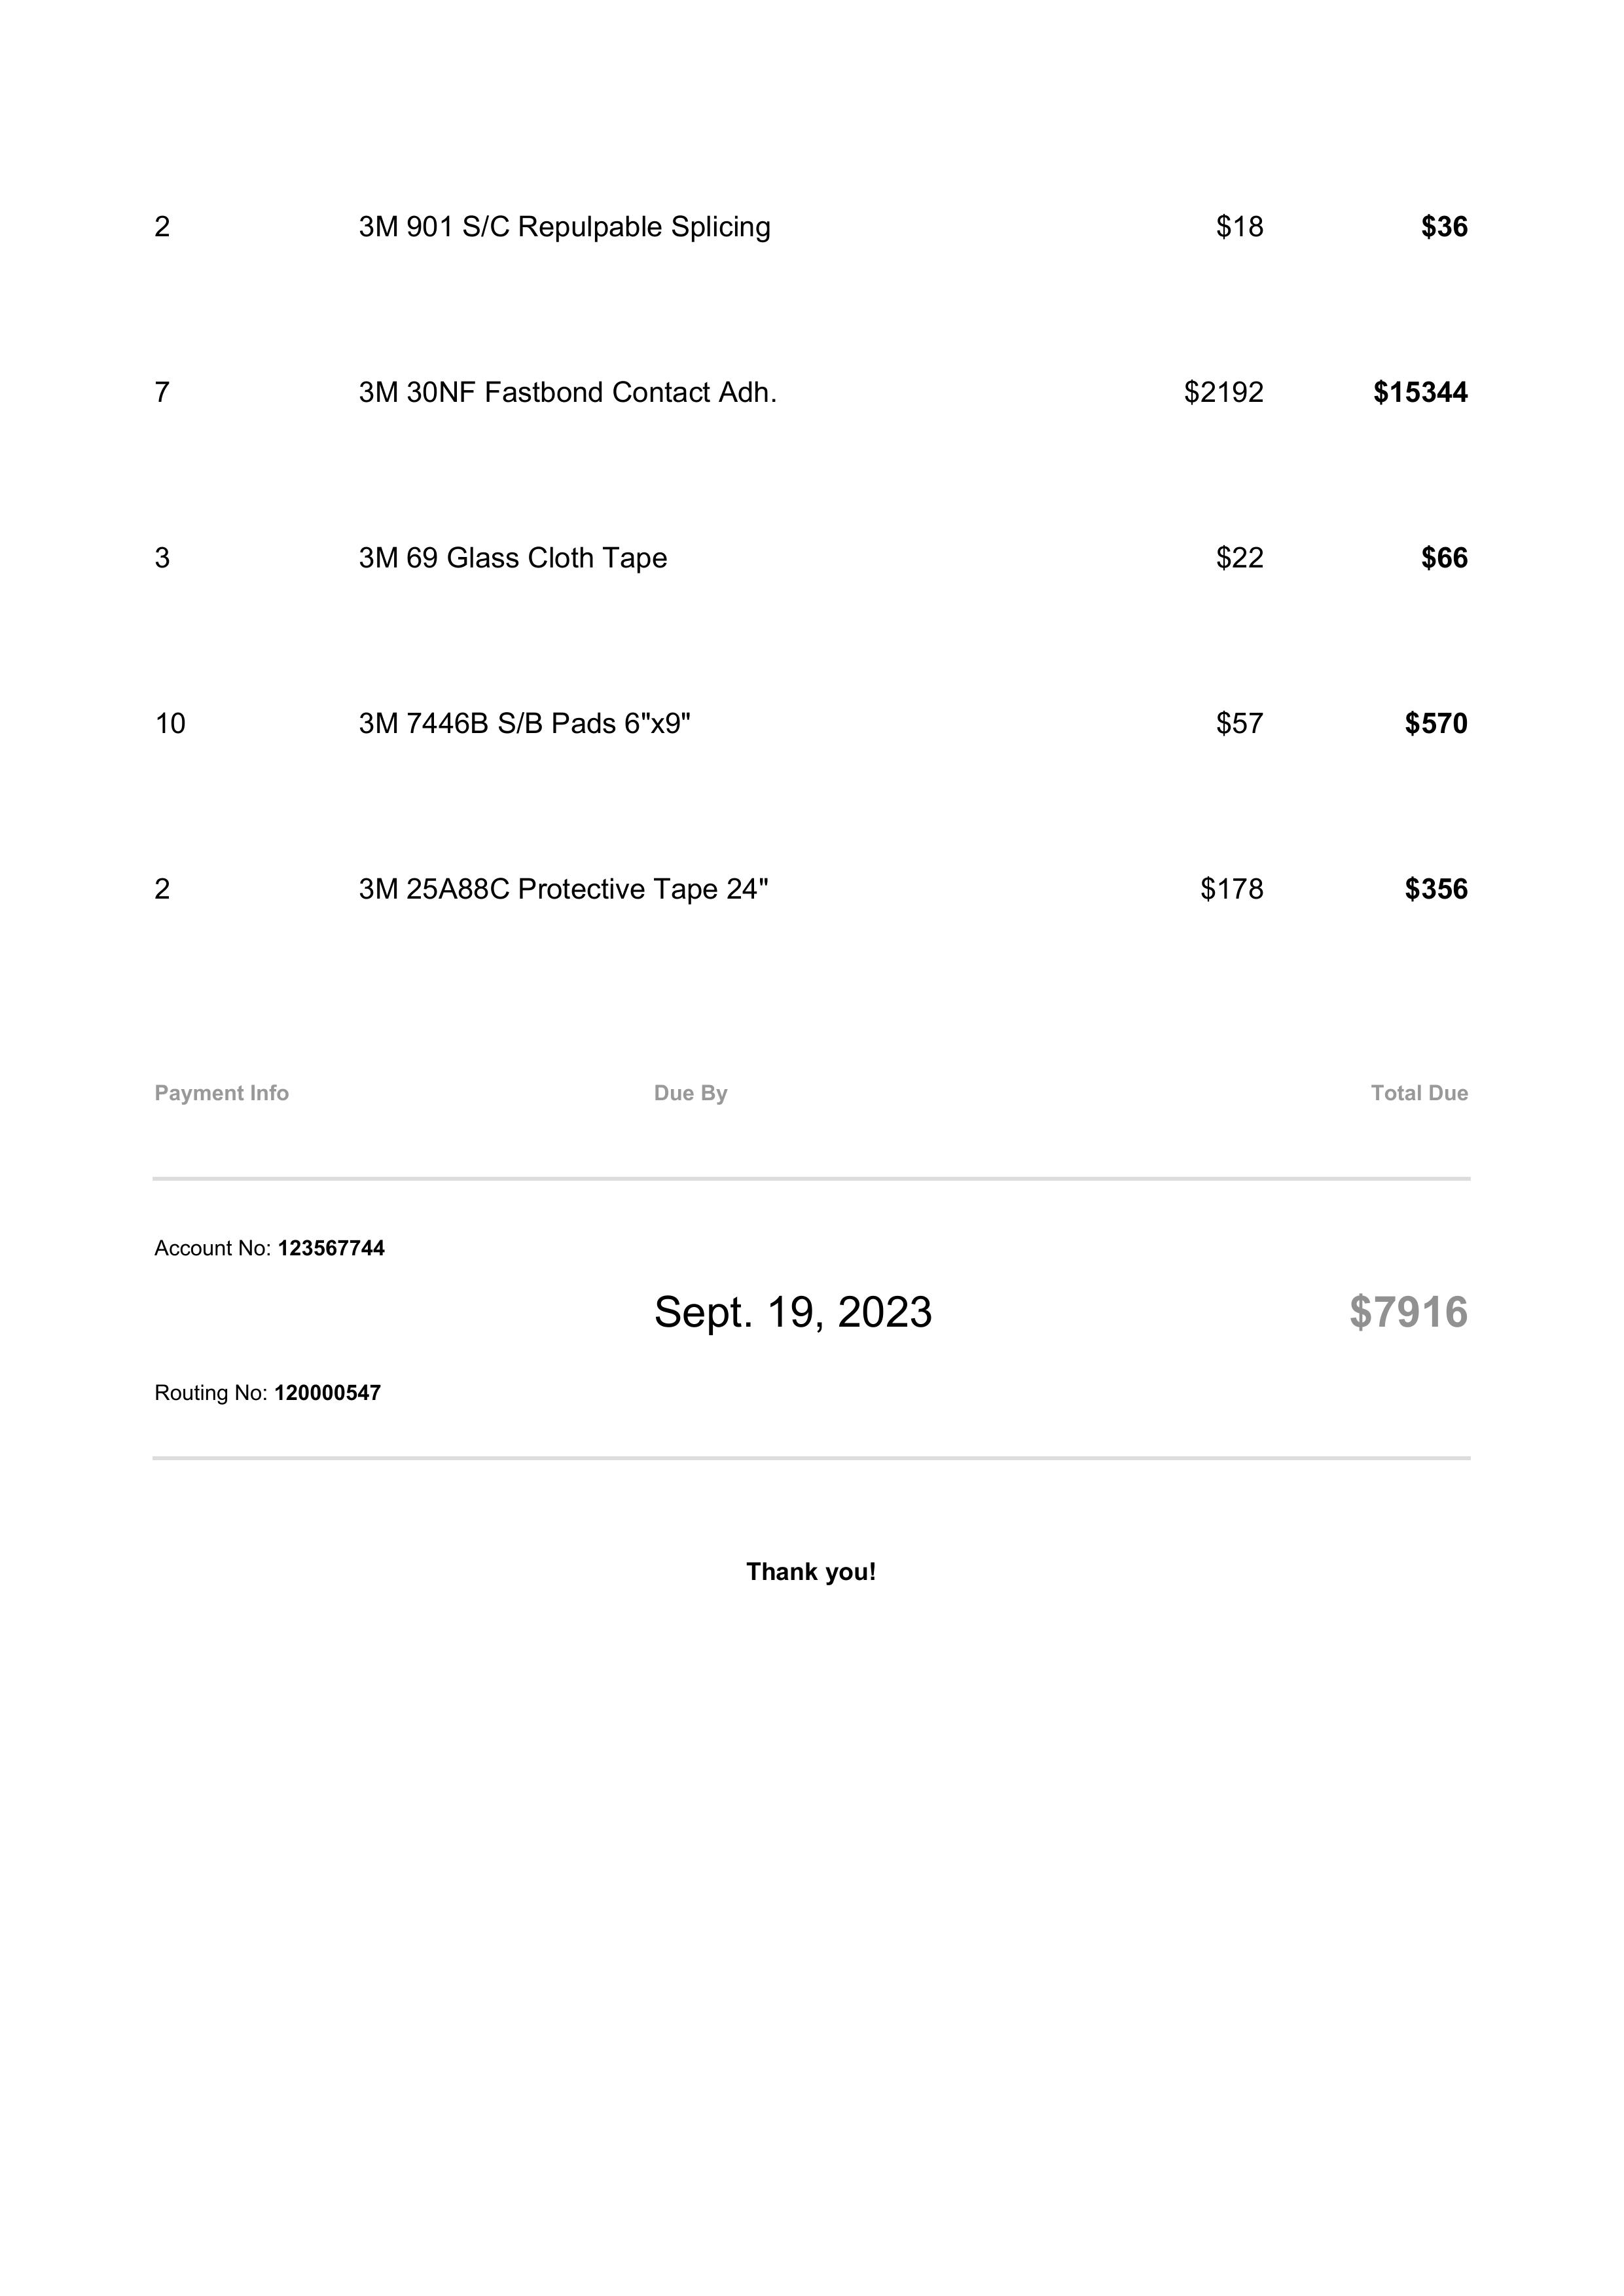 2 3M 901 S/C Repulpable Splicing $18 $36
7 3M 30NF Fastbond Contact Adh. $2192 $15344
3 3M 69 Glass Cloth Tape $22 $66
10 3M 7446B S/B Pads 6"x9" $57 $570
2 3M 25A88C Protective Tape 24" $178 $356
Payment Info Due By Total Due
Account No: 123567744
Sept. 19, 2023 $7916
Routing No: 120000547
Thank you!